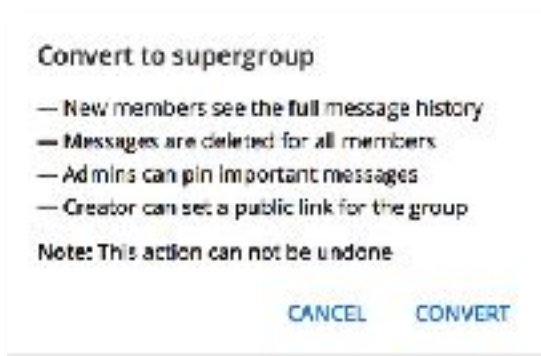 Convert to supergroup
— New members see the full message history
— Messages are deleted for all members
— Admins can pin important messages
— Creator can set a public link for the group
Note: This action can not be undone
CANCEL CONVERT